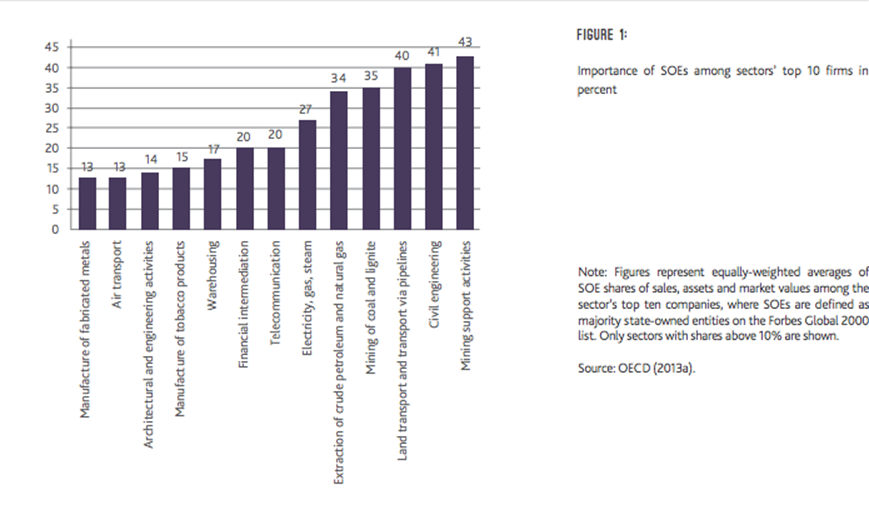 FIGURE 1:
Importance of SOEs among sectors' top 10 firms in
percent
45
40
35
30
25
20
15
10
5
0
13
13
14
15
17
20
20
27
34
35
40
41
43
Manufacture of fabricated metals
Air transport
Architectural and engineering activities
Manufacture of tobacco products
Warehousing
Financial intermediation
Telecommunication
Electricity, gas, steam
Extraction of crude petroleum and natural gas
Mining of coal and lignite
Land transport and transport via pipelines
Civil engineering
Mining support activities
Note: Figures represent equally-weighted averages of
SOE shares of sales, assets and market values among the
sector's top ten companies, where SOEs are defined as
majority state-owned entities on the Forbes Global 2000
list. Only sectors with shares above 10% are shown.
Source: OECD (2013a).